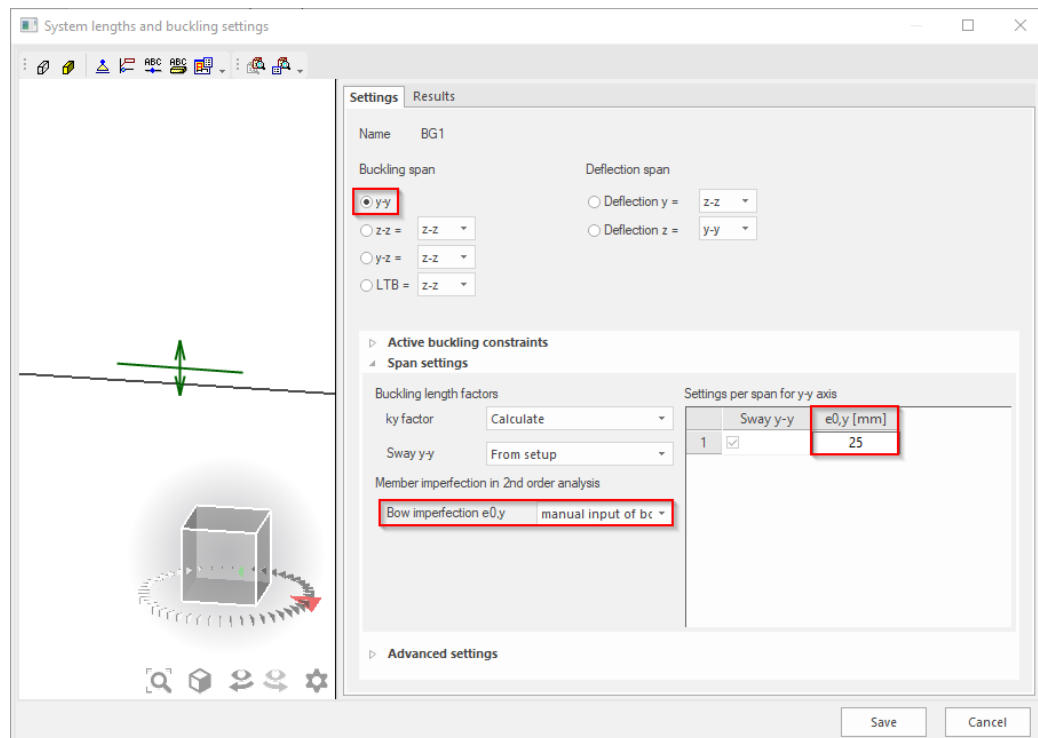 System lengths and buckling settings
ABC ABC
Settings Results
Name BG1
Buckling span Deflection span
y-y Deflection y = z-z
z-z = z-z Deflection z = y-y
y-z = z-z
LTB = z-z
Active buckling constraints
Span settings
Buckling length factors Settings per span for y-y axis
ky factor Calculate Sway y-y e0,y [mm]
1 25
Sway y-y From setup
Member imperfection in 2nd order analysis
Bow imperfection e0,y manual input of bc
Advanced settings
Save Cancel